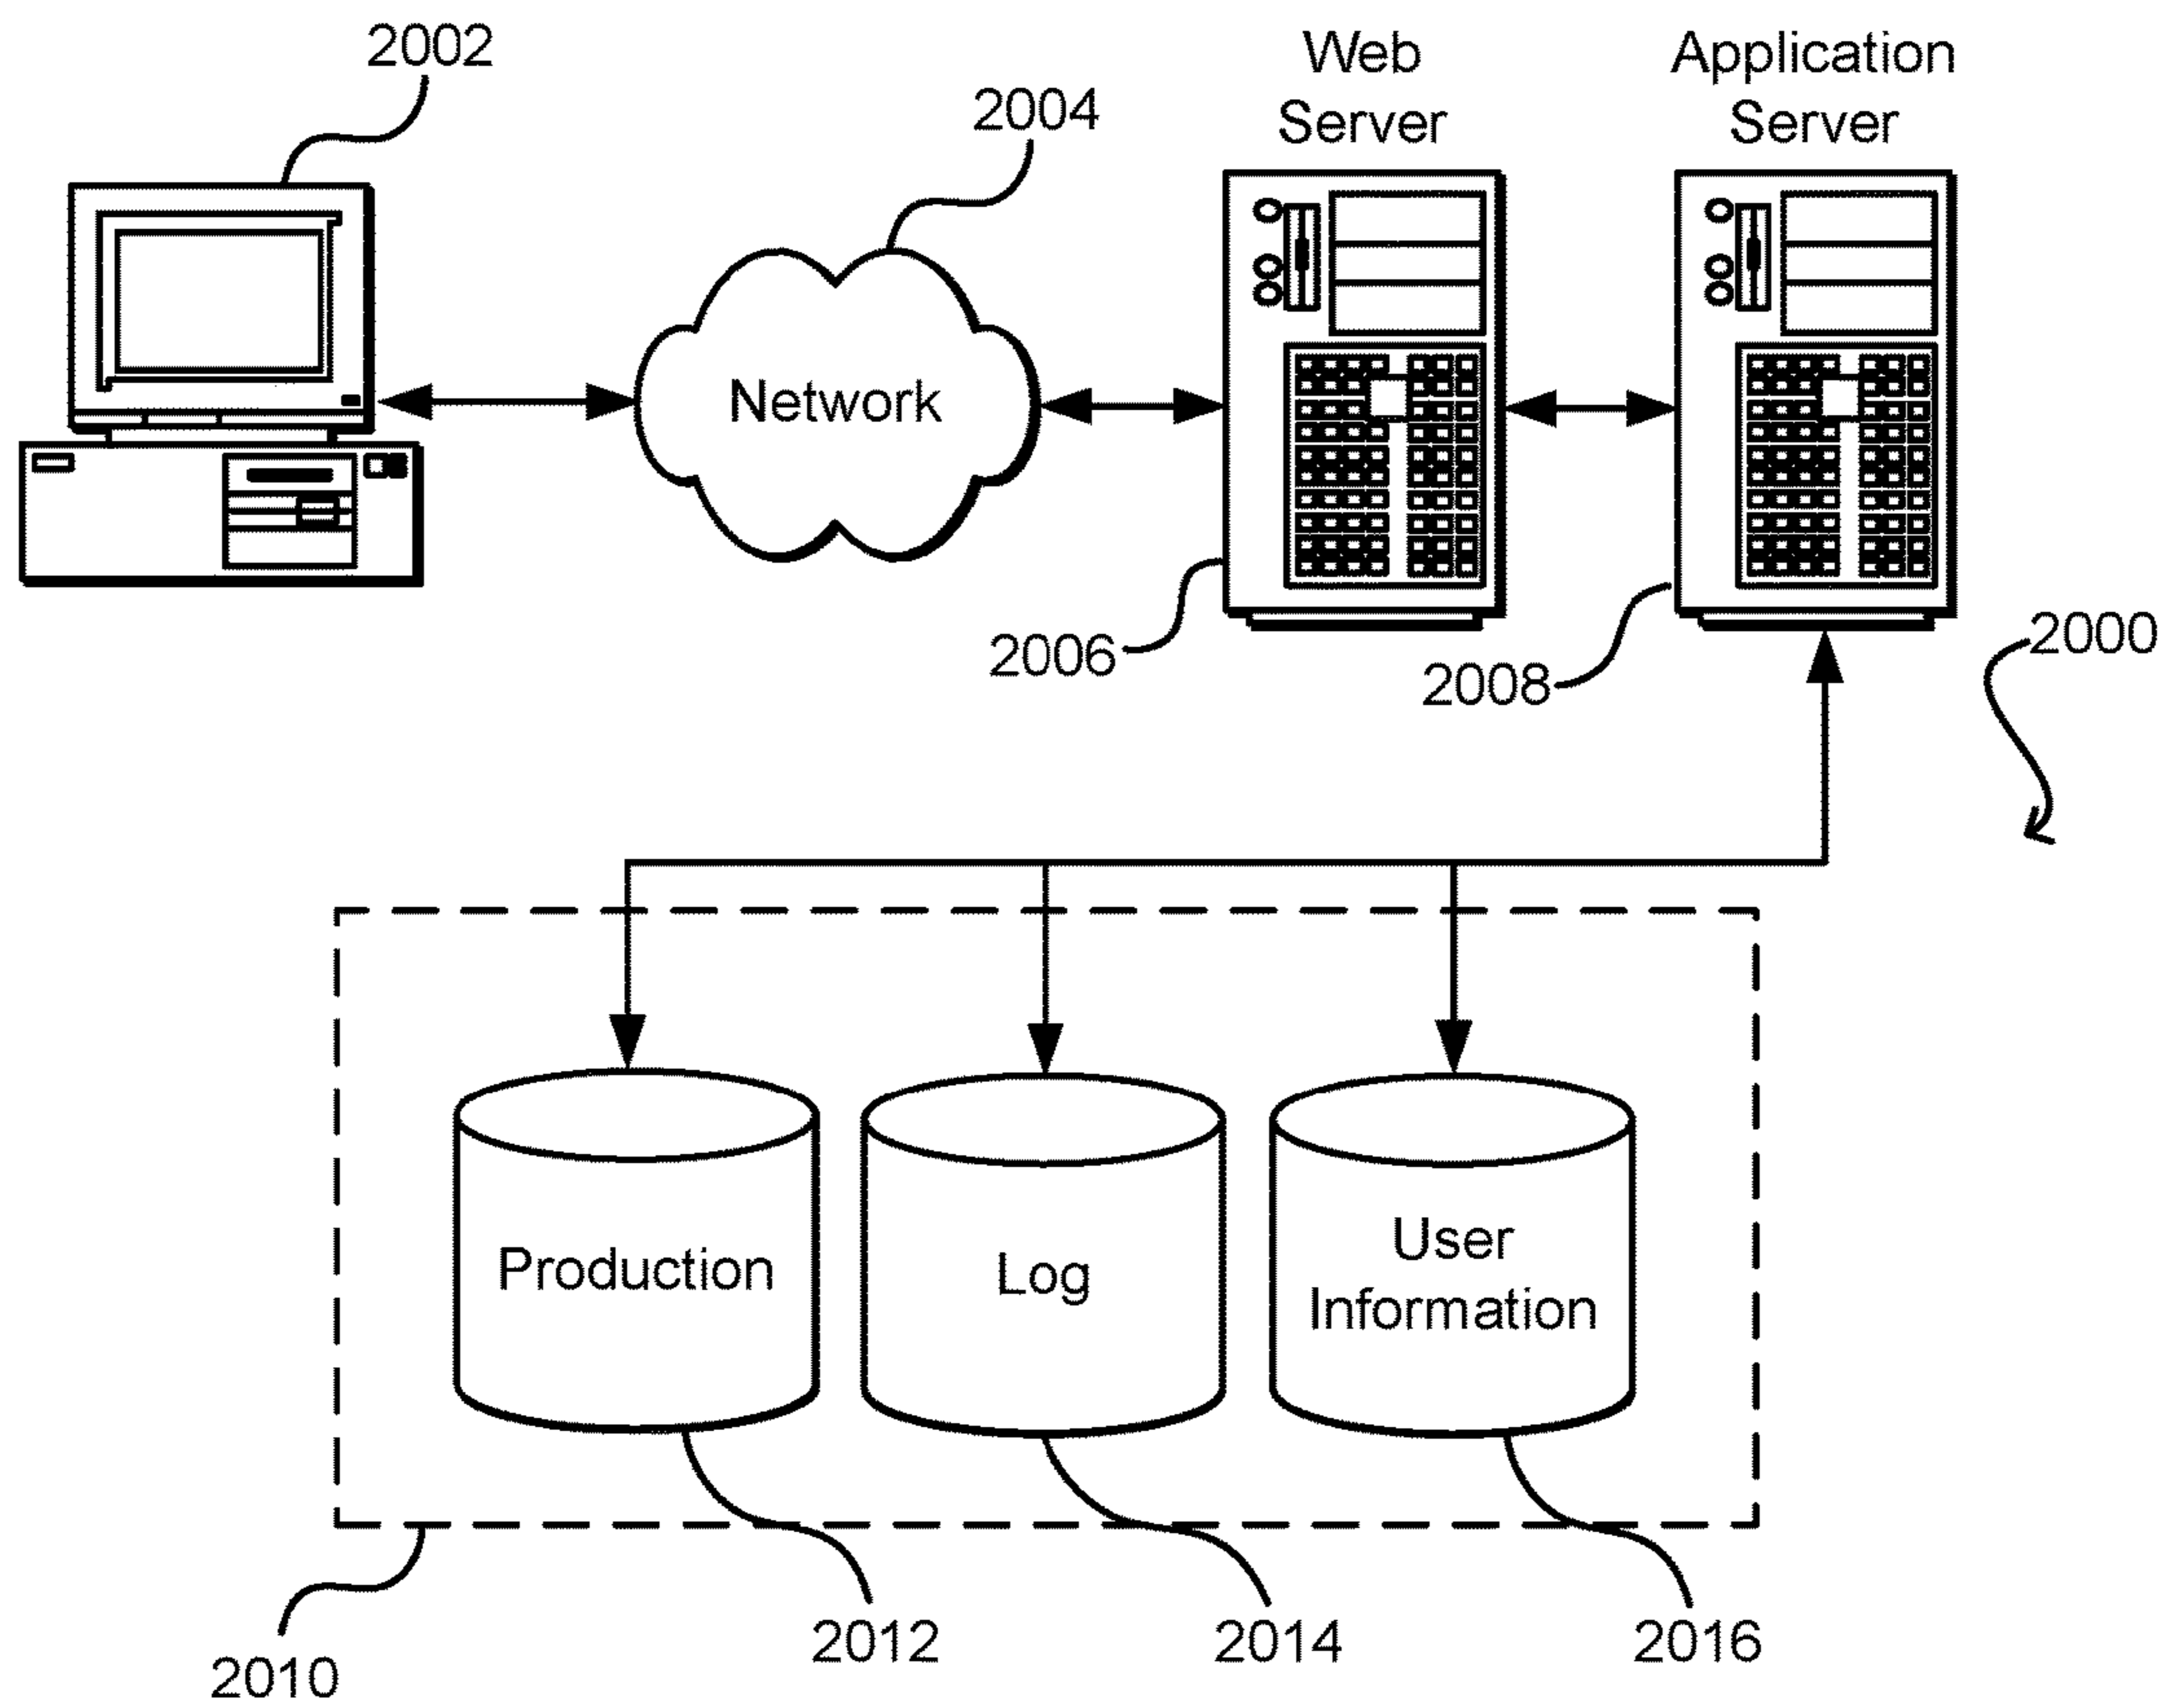 2002
2004
Web
Server
Application
Server
Network
2006
2008
2000
Production
Log
User
Information
2010
2012
2014
2016